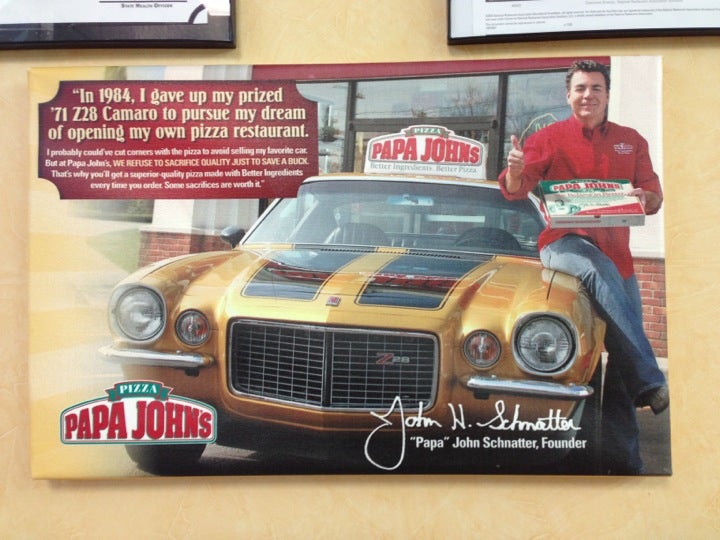 STATE HEALTH OFFICER
"In 1984, I gave up my prized
'71 Z28 Camaro to pursue my dream
of opening my own pizza restaurant.
I probably could've cut corners with the pizza to avoid selling my favorite car.
But at Papa John's, WE REFUSE TO SACRIFICE QUALITY JUST TO SAVE A BUCK.
That's why you'll get a superior-quality pizza made with Better Ingredients
every time you order. Some sacrifices are worth it."
PIZZA
PAPA JOHNS
Better Ingredients. Better Pizza.
PAPA JOHNS
Z28
PIZZA
PAPA JOHNS
John H. Schnatter
"Papa" John Schnatter, Founder